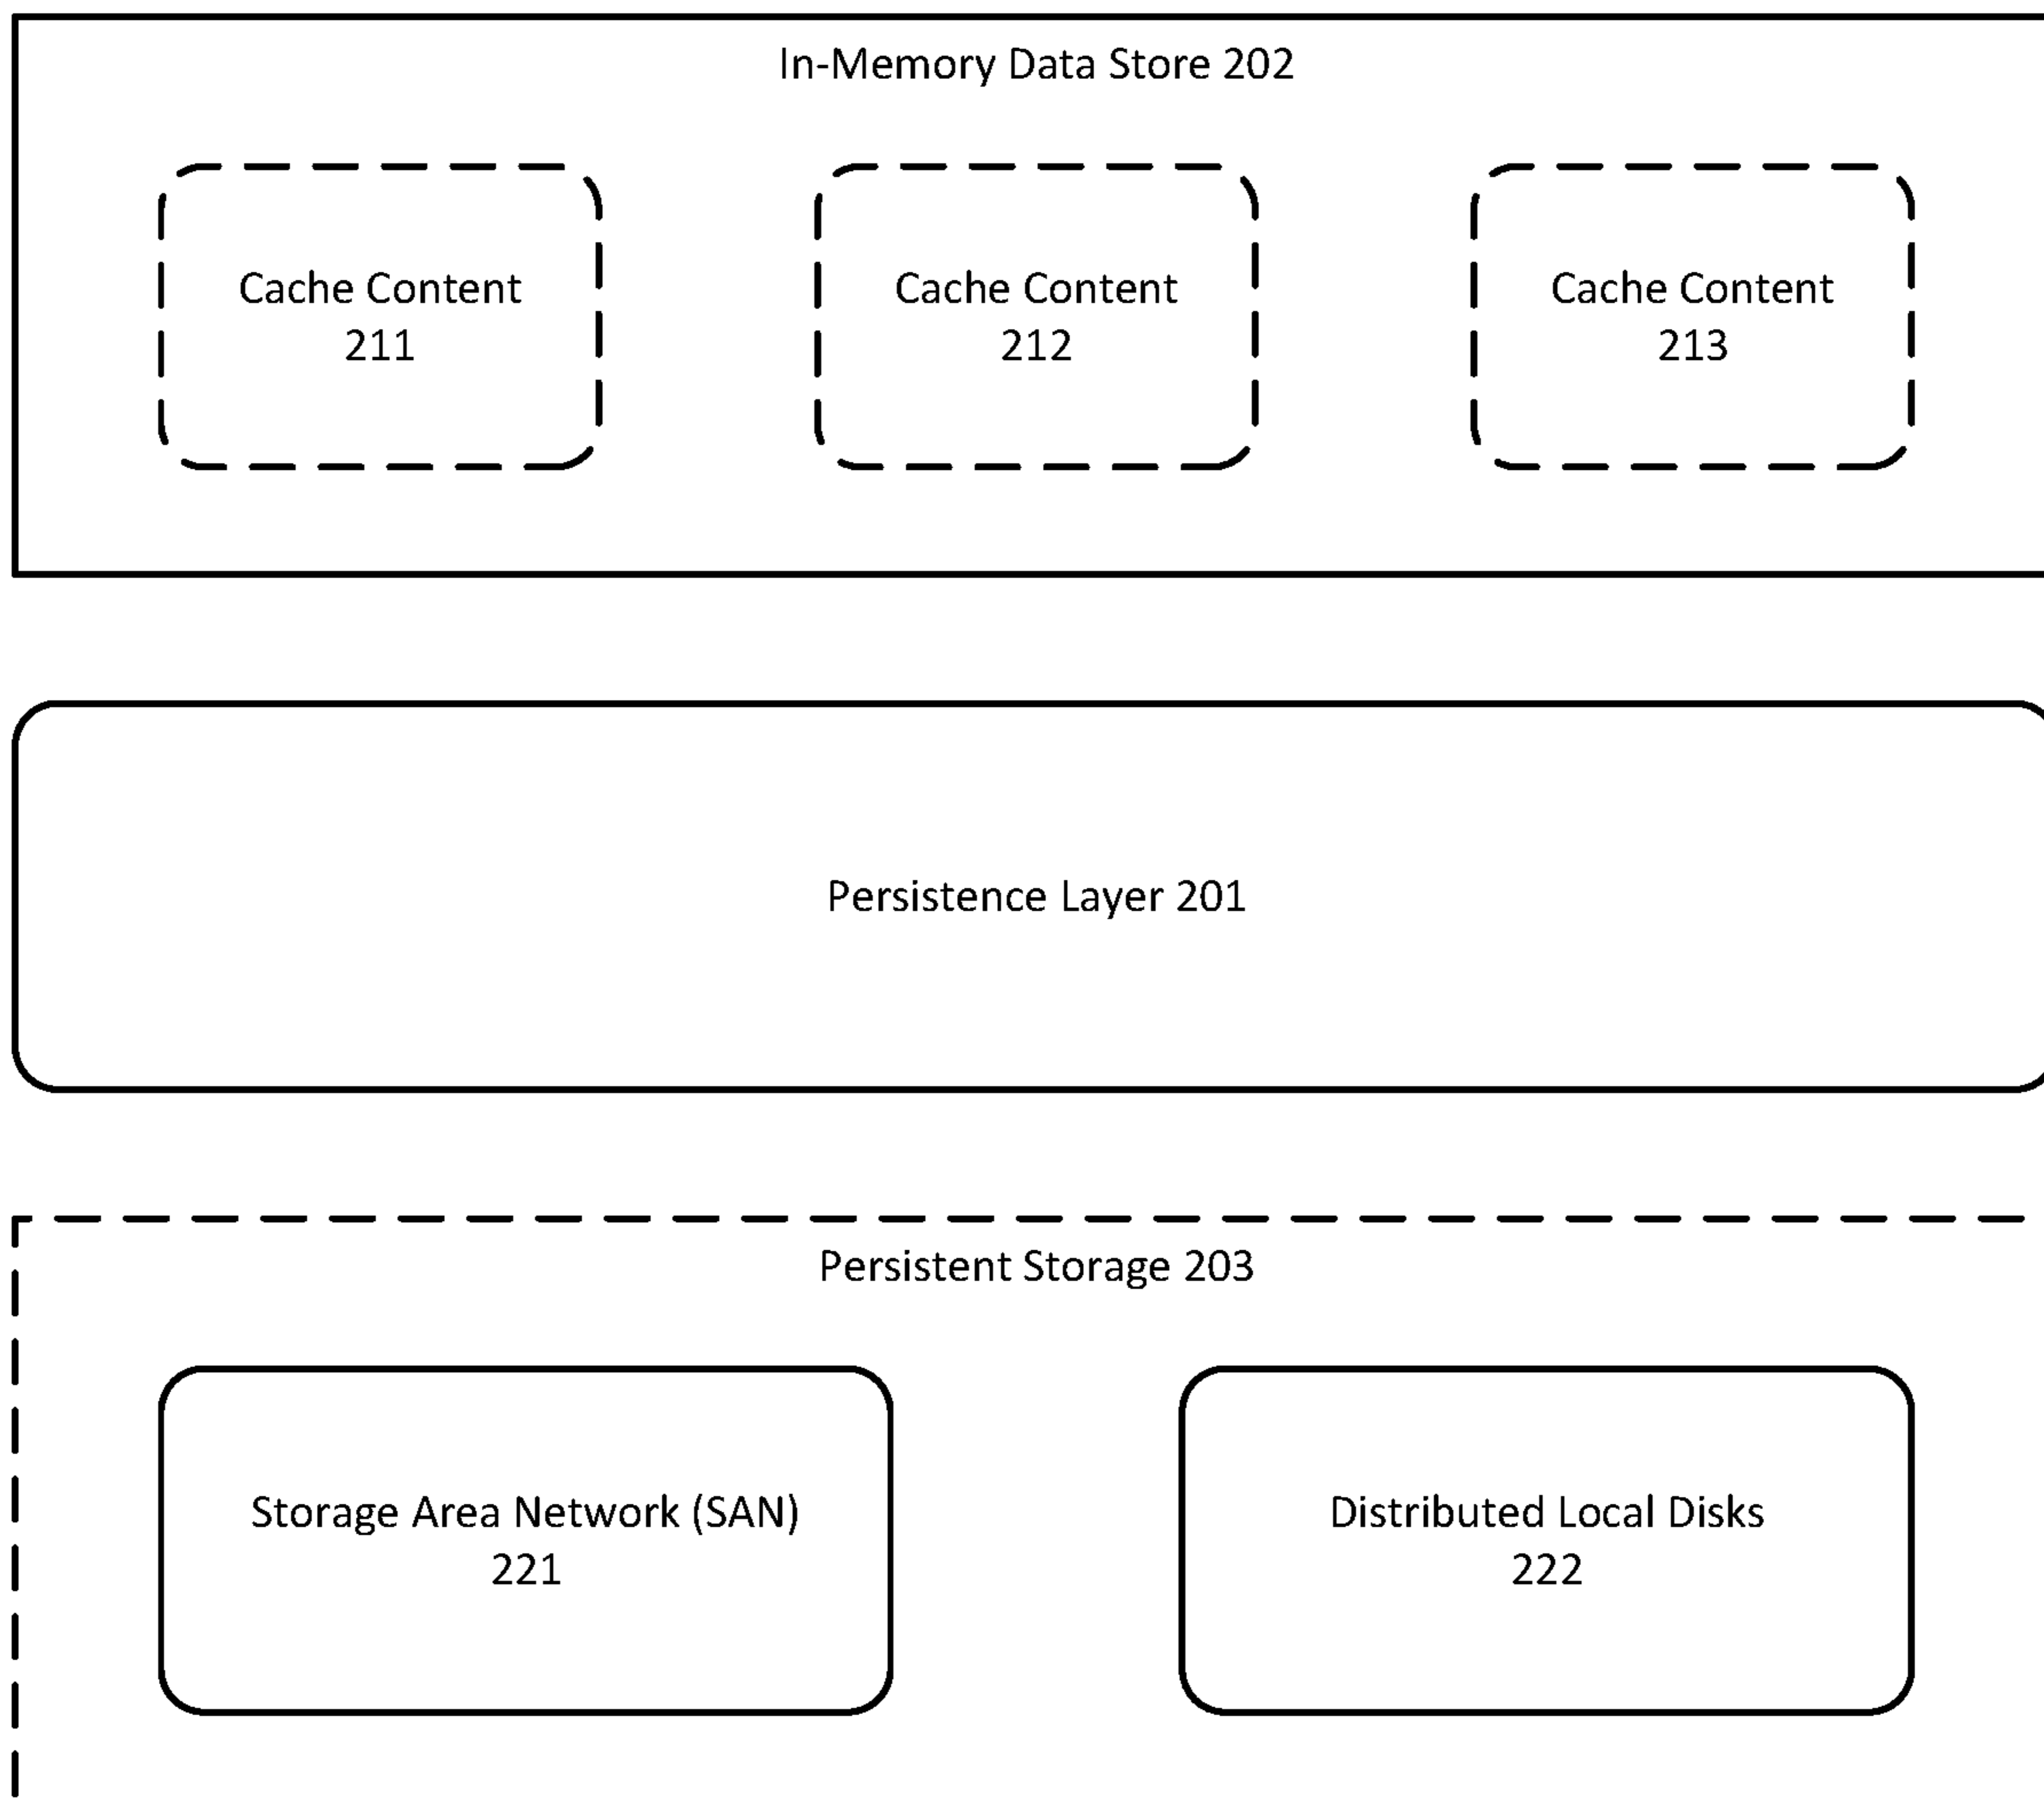 In-Memory Data Store 202
Cache Content
211
Cache Content
212
Cache Content
213
Persistence Layer 201
Persistent Storage 203
Storage Area Network (SAN)
221
Distributed Local Disks
222